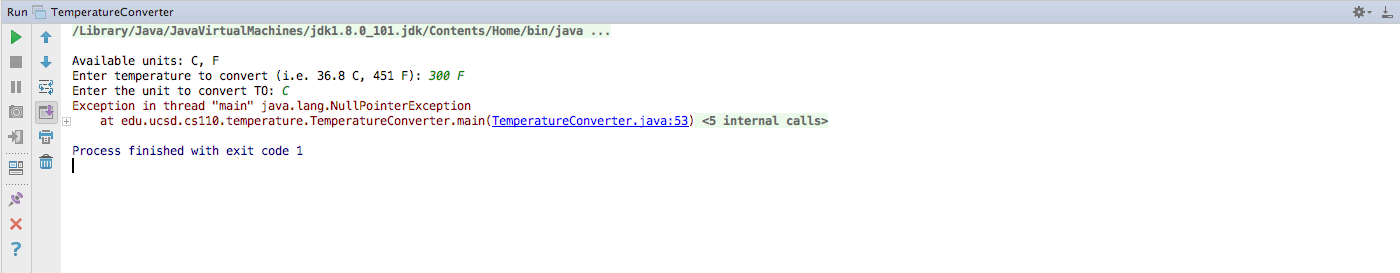 Run TemperatureConverter
/Library/Java/JavaVirtualMachines/jdk1.8.0_101.jdk/Contents/Home/bin/java ...
Available units: C, F
Enter temperature to convert (i.e. 36.8 C, 451 F): 300 F
Enter the unit to convert TO: C
Exception in thread "main" java.lang.NullPointerException
at edu.ucsd.cs110.temperature.TemperatureConverter.main(TemperatureConverter.java:53) <5 internal calls>
Process finished with exit code 1